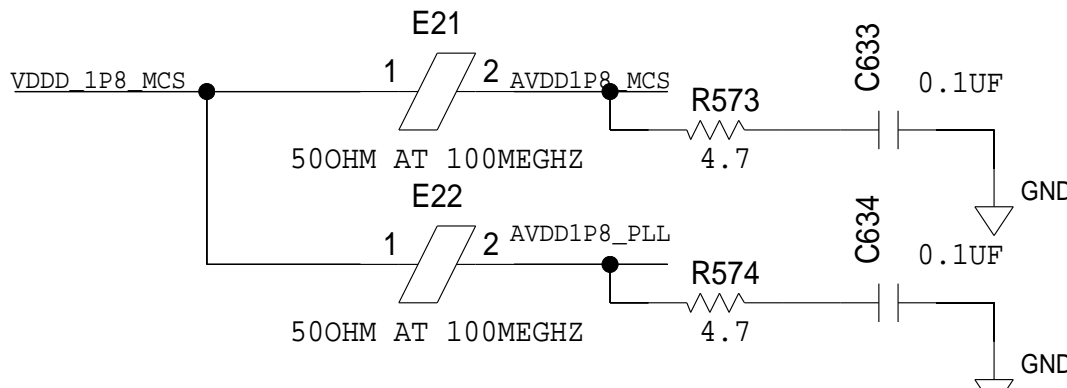 E21
C633
VDDD_1P8_MCS
1
2
AVDD1P8_MCS
0.1UF
R573
50OHM AT 100MEGHZ
4.7
E22
GND
C634
1
2
AVDD1P8_PLL
0.1UF
R574
50OHM AT 100MEGHZ
4.7
GND